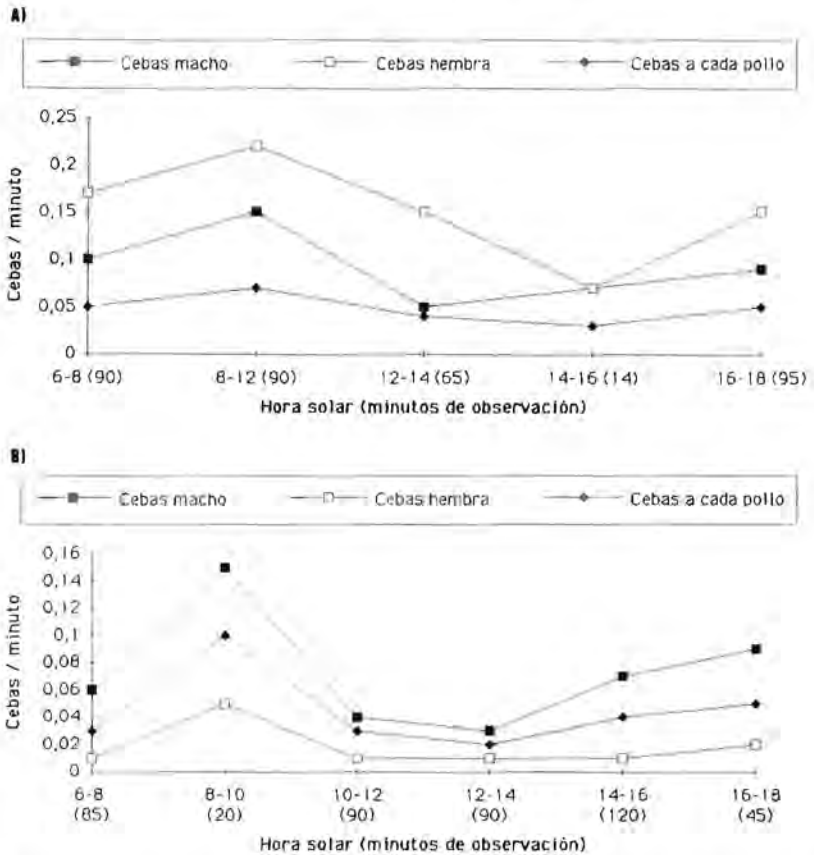 A)
Cebas macho Cebas hembra Cebas a cada pollo
0,25
0,2
0,15
0,1
0,05
0
Cebas / minuto
6-8 (90) 8-12 (90) 12-14 (65) 14-16 (14) 16-18 (95)
Hora solar (minutos de observación)
B)
Cebas macho Cebas hembra Cebas a cada pollo
0,16
0,14
0,12
0,1
0,08
0,06
0,04
0,02
0
Cebas / minuto
6-8 8-10 10-12 12-14 14-16 16-18
(85) (20) (90) (90) (120) (45)
Hora solar (minutos de observación)